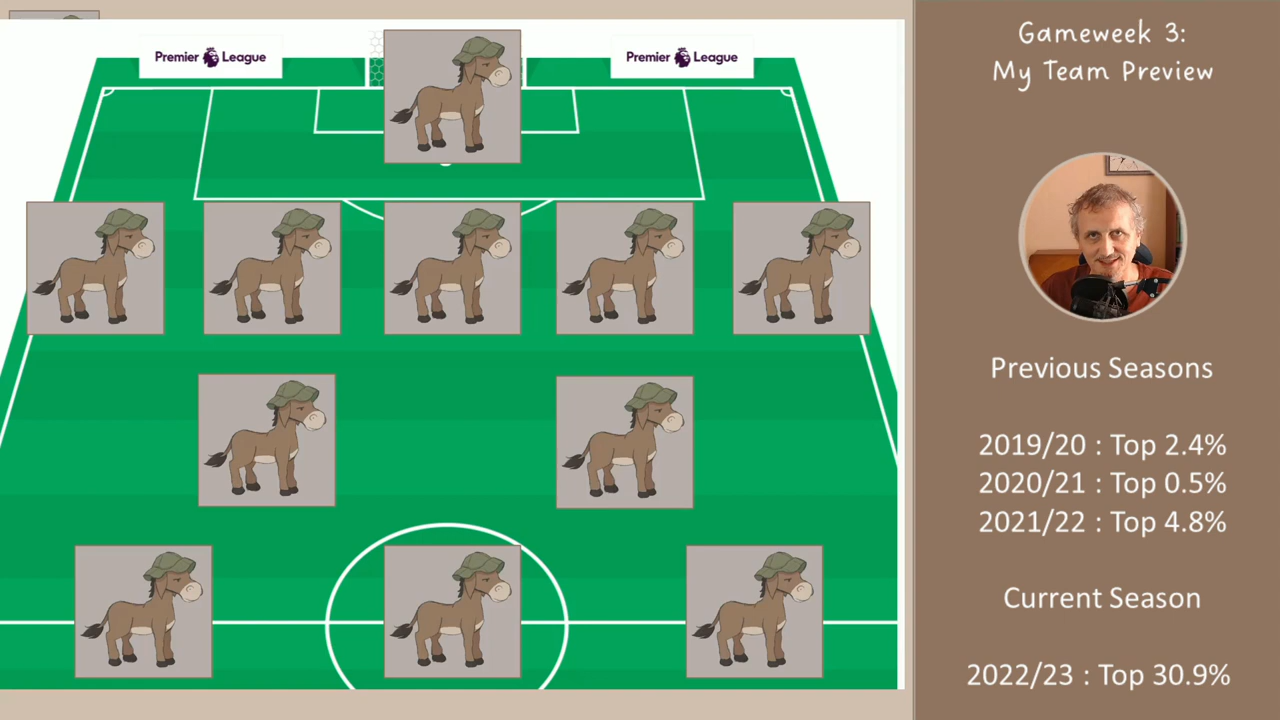 Premier League
Premier League
Gameweek 3:
My Team Preview
Previous Seasons
2019/20 : Top 2.4%
2020/21 : Top 0.5%
2021/22 : Top 4.8%
Current Season
2022/23 : Top 30.9%